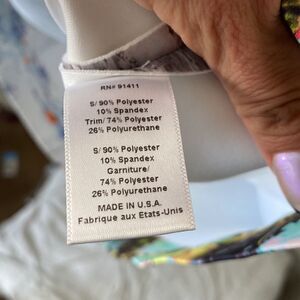 RN# 91411
S/ 90% Polyester
10% Spandex
Trim/ 74% Polyester
26% Polyurethane
S/ 90% Polyester
10% Spandex
Garniture/
74% Polyester
26% Polyurethane
MADE IN U.S.A.
Fabrique aux Etats-Unis